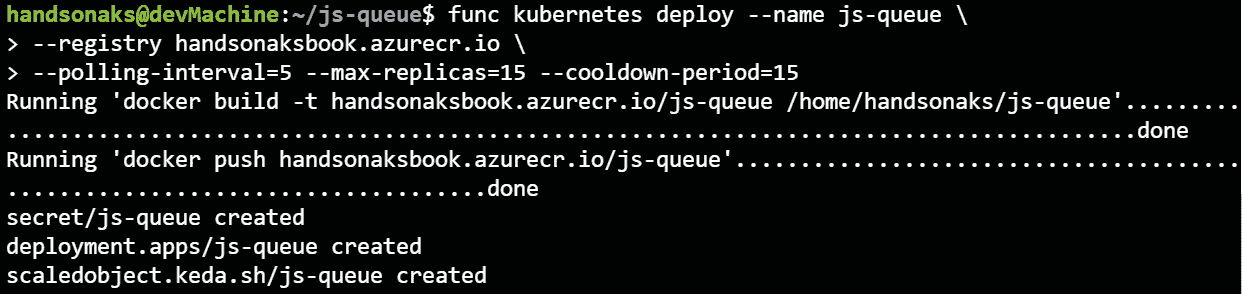 handsonaks@devMachine:~/js-queue$ func kubernetes deploy --name js-queue \
> --registry handsonaksbook.azurecr.io \
> --polling-interval=5 --max-replicas=15 --cooldown-period=15
Running 'docker build -t handsonaksbook.azurecr.io/js-queue /home/handsonaks/js-queue'.........
.......................................................................................done
Running 'docker push handsonaksbook.azurecr.io/js-queue'.......................................
.....................................done
secret/js-queue created
deployment.apps/js-queue created
scaledobject.keda.sh/js-queue created